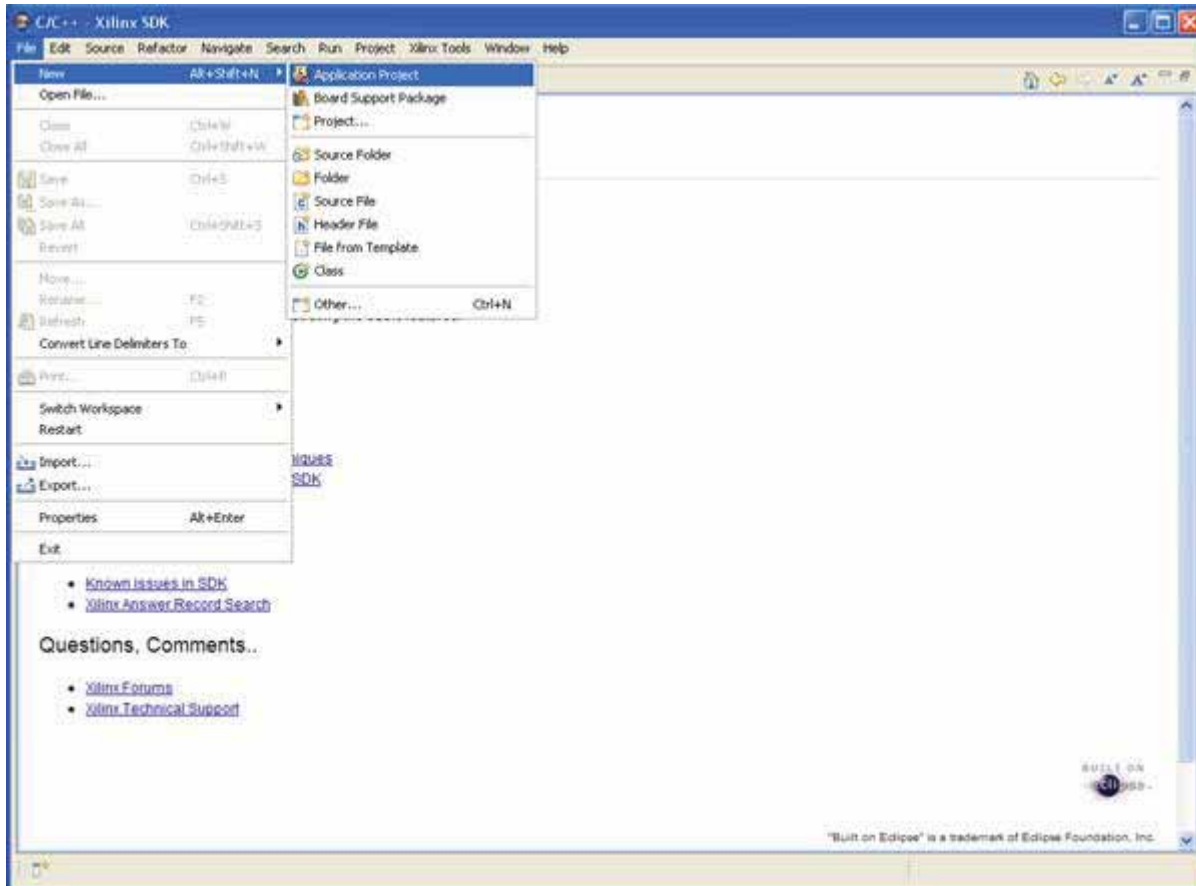 C/C++ - Xilinx SDK
File Edit Source Refactor Navigate Search Run Project Xilinx Tools Window Help
New Alt+Shift+N
Open File...
Close Ctrl+W
Close All Ctrl+Shift+W
Save Ctrl+S
Save As...
Save All Ctrl+Shift+S
Revert
Move...
Rename... F2
Refresh F5
Convert Line Delimiters To
Print... Ctrl+P
Switch Workspace
Restart
Import...
Export...
Properties Alt+Enter
Exit
Application Project
Board Support Package
Project...
Source Folder
Folder
Source File
Header File
File from Template
Class
Other... Ctrl+N
niques
SDK
Known issues in SDK
Xilinx Answer Record Search
Questions, Comments..
Xilinx Forums
Xilinx Technical Support
BUILT ON
eclipse
"Built on Eclipse" is a trademark of Eclipse Foundation, Inc.